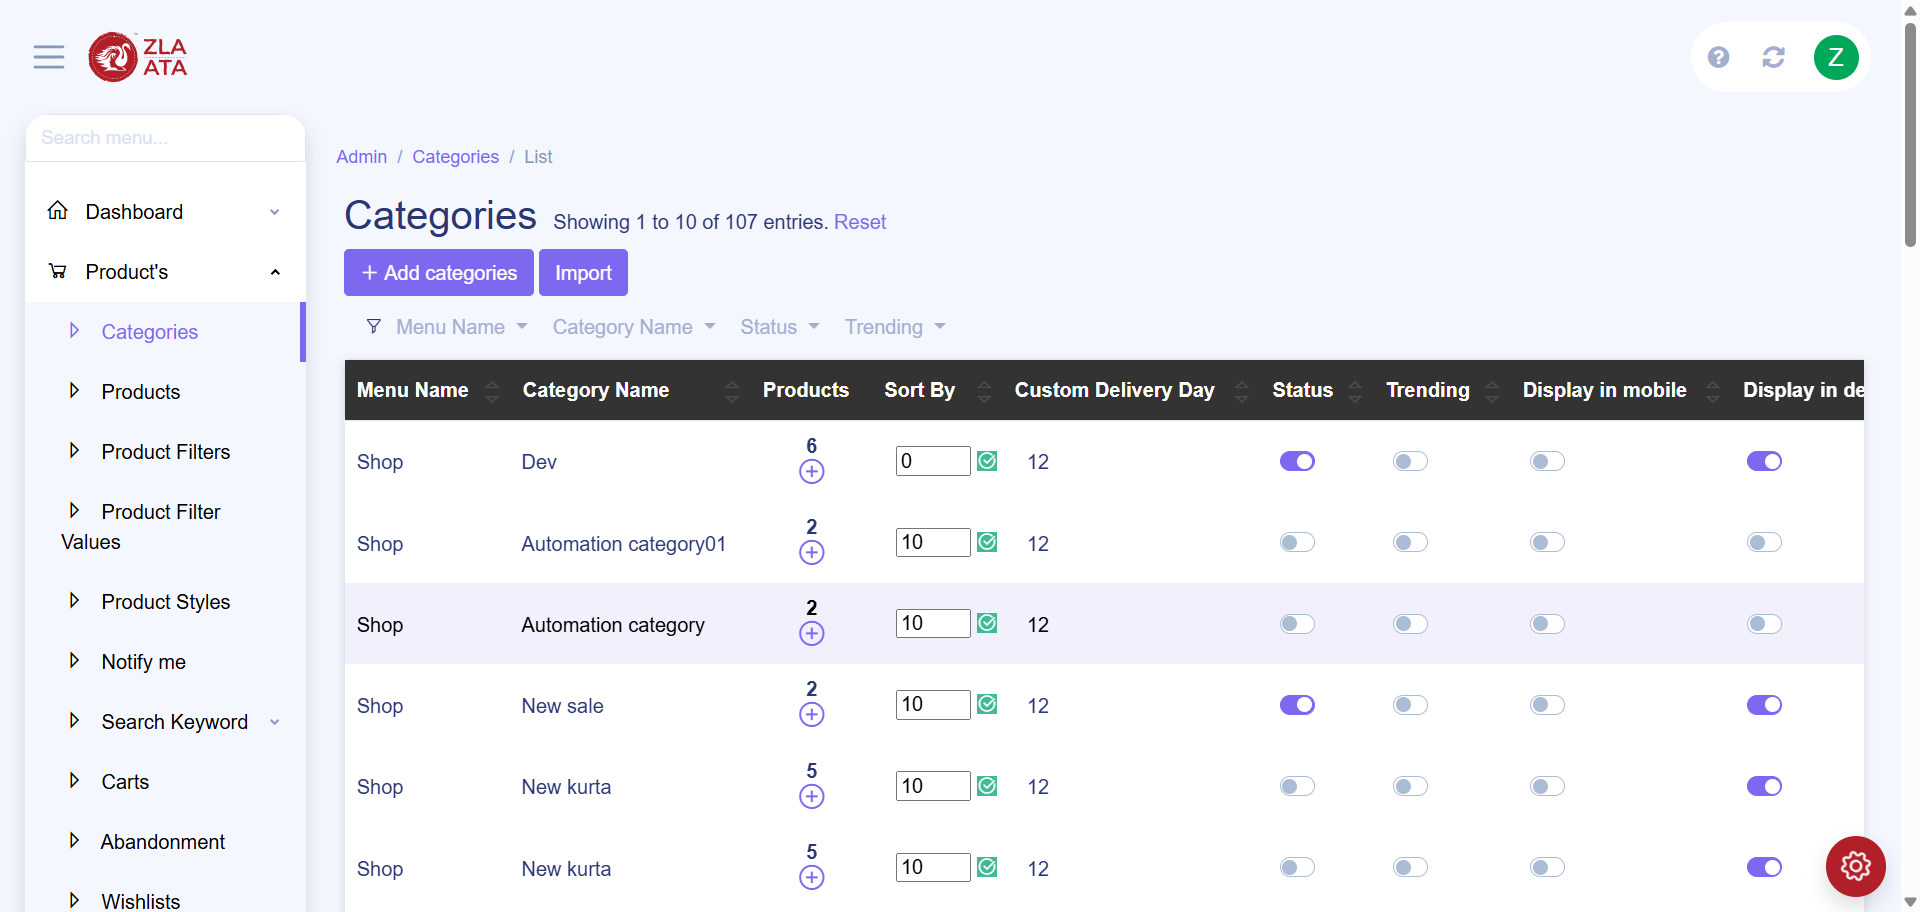 ZLA
ATA
Z
Search menu...
Admin / Categories / List
Dashboard
Categories Showing 1 to 10 of 107 entries. Reset
Product's
+ Add categories Import
Categories
Menu Name Category Name Status Trending
Products
Menu Name Category Name Products Sort By Custom Delivery Day Status Trending Display in mobile Display in de
Product Filters
Shop Dev 6 0 12
Product Filter
Values
Shop Automation category01 2 10 12
Product Styles
Shop Automation category 2 10 12
Notify me
Shop New sale 2 10 12
Search Keyword
Carts
Shop New kurta 5 10 12
Abandonment
Shop New kurta 5 10 12
Wishlists